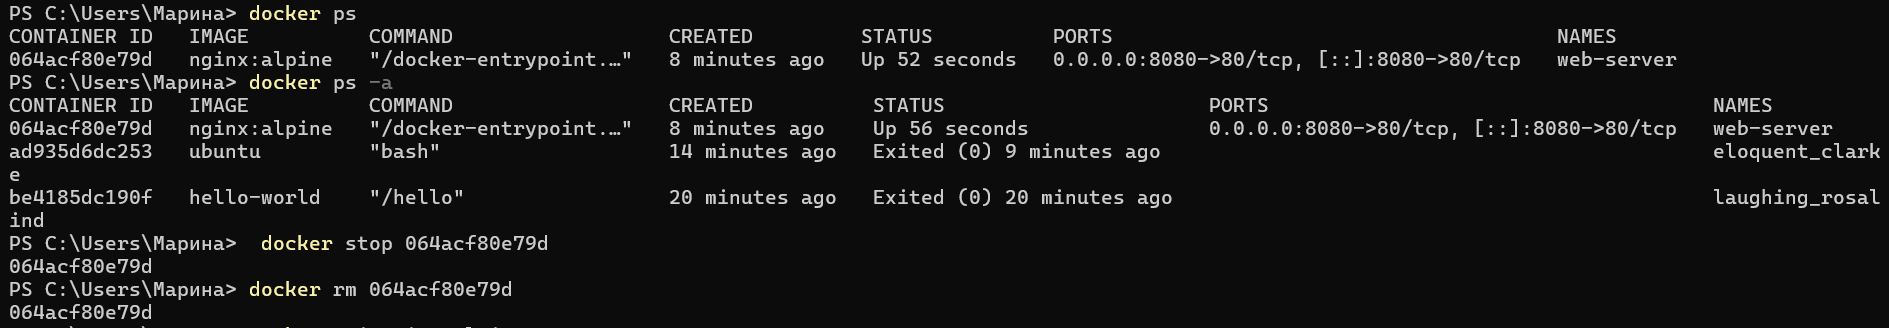 PS C:\Users\Марина> docker ps
CONTAINER ID   IMAGE          COMMAND                  CREATED         STATUS          PORTS                                     NAMES
064acf80e79d   nginx:alpine   "/docker-entrypoint.…"   8 minutes ago   Up 52 seconds   0.0.0.0:8080->80/tcp, [::]:8080->80/tcp   web-server
PS C:\Users\Марина> docker ps -a
CONTAINER ID   IMAGE          COMMAND                  CREATED          STATUS                      PORTS                                     NAMES
064acf80e79d   nginx:alpine   "/docker-entrypoint.…"   8 minutes ago    Up 56 seconds               0.0.0.0:8080->80/tcp, [::]:8080->80/tcp   web-server
ad935d6dc253   ubuntu         "bash"                   14 minutes ago   Exited (0) 9 minutes ago                                              eloquent_clark
e
be4185dc190f   hello-world    "/hello"                 20 minutes ago   Exited (0) 20 minutes ago                                             laughing_rosal
ind
PS C:\Users\Марина>  docker stop 064acf80e79d
064acf80e79d
PS C:\Users\Марина> docker rm 064acf80e79d
064acf80e79d